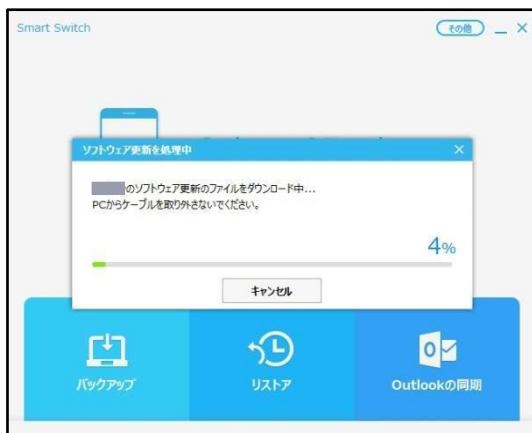 Smart Switch
その他
ソフトウェア更新を処理中
のソフトウェア更新のファイルをダウンロード中...
PCからケーブルを取り外さないでください。
4%
キャンセル
バックアップ
リストア
Outlookの同期